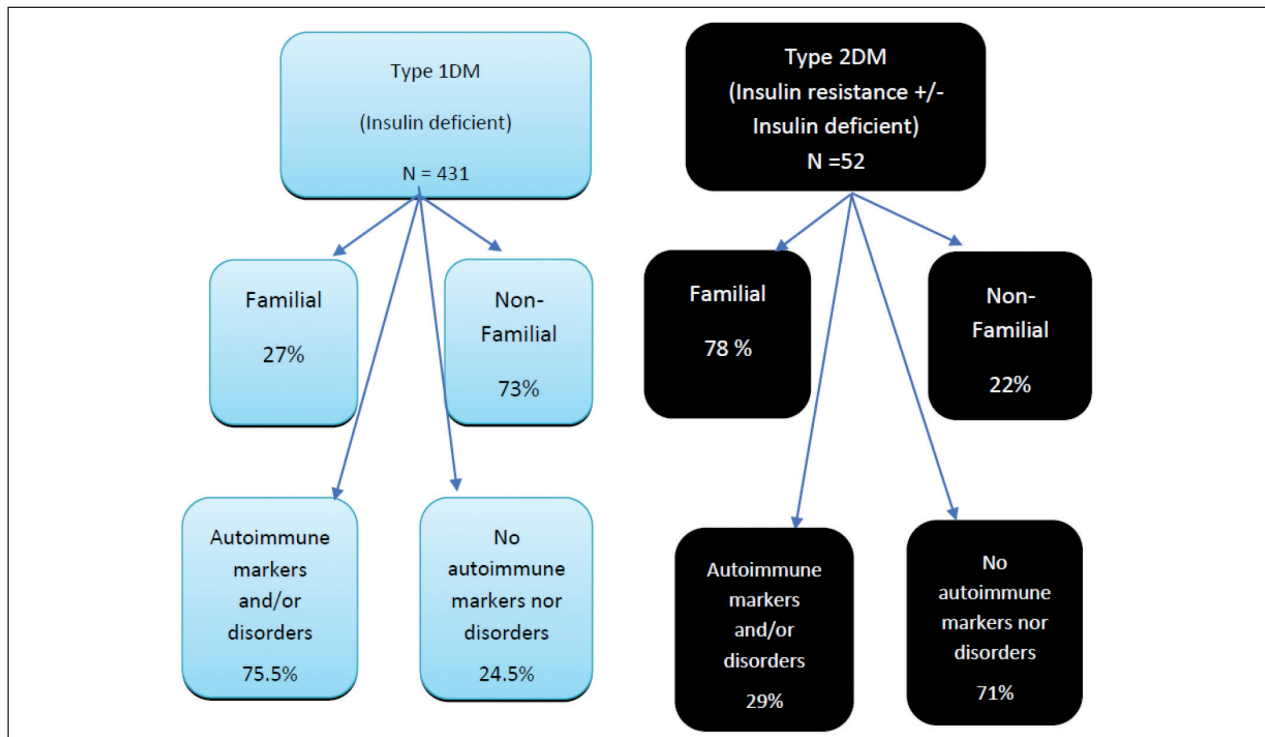 Type 1DM
(Insulin deficient)
N = 431
Type 2DM
(Insulin resistance +/-
Insulin deficient)
N =52
Familial
27%
Non-
Familial
73%
Familial
78 %
Non-
Familial
22%
Autoimmune
markers
and/or
disorders
75.5%
No
autoimmune
markers nor
disorders
24.5%
Autoimmune
markers
and/or
disorders
29%
No
autoimmune
markers nor
disorders
71%